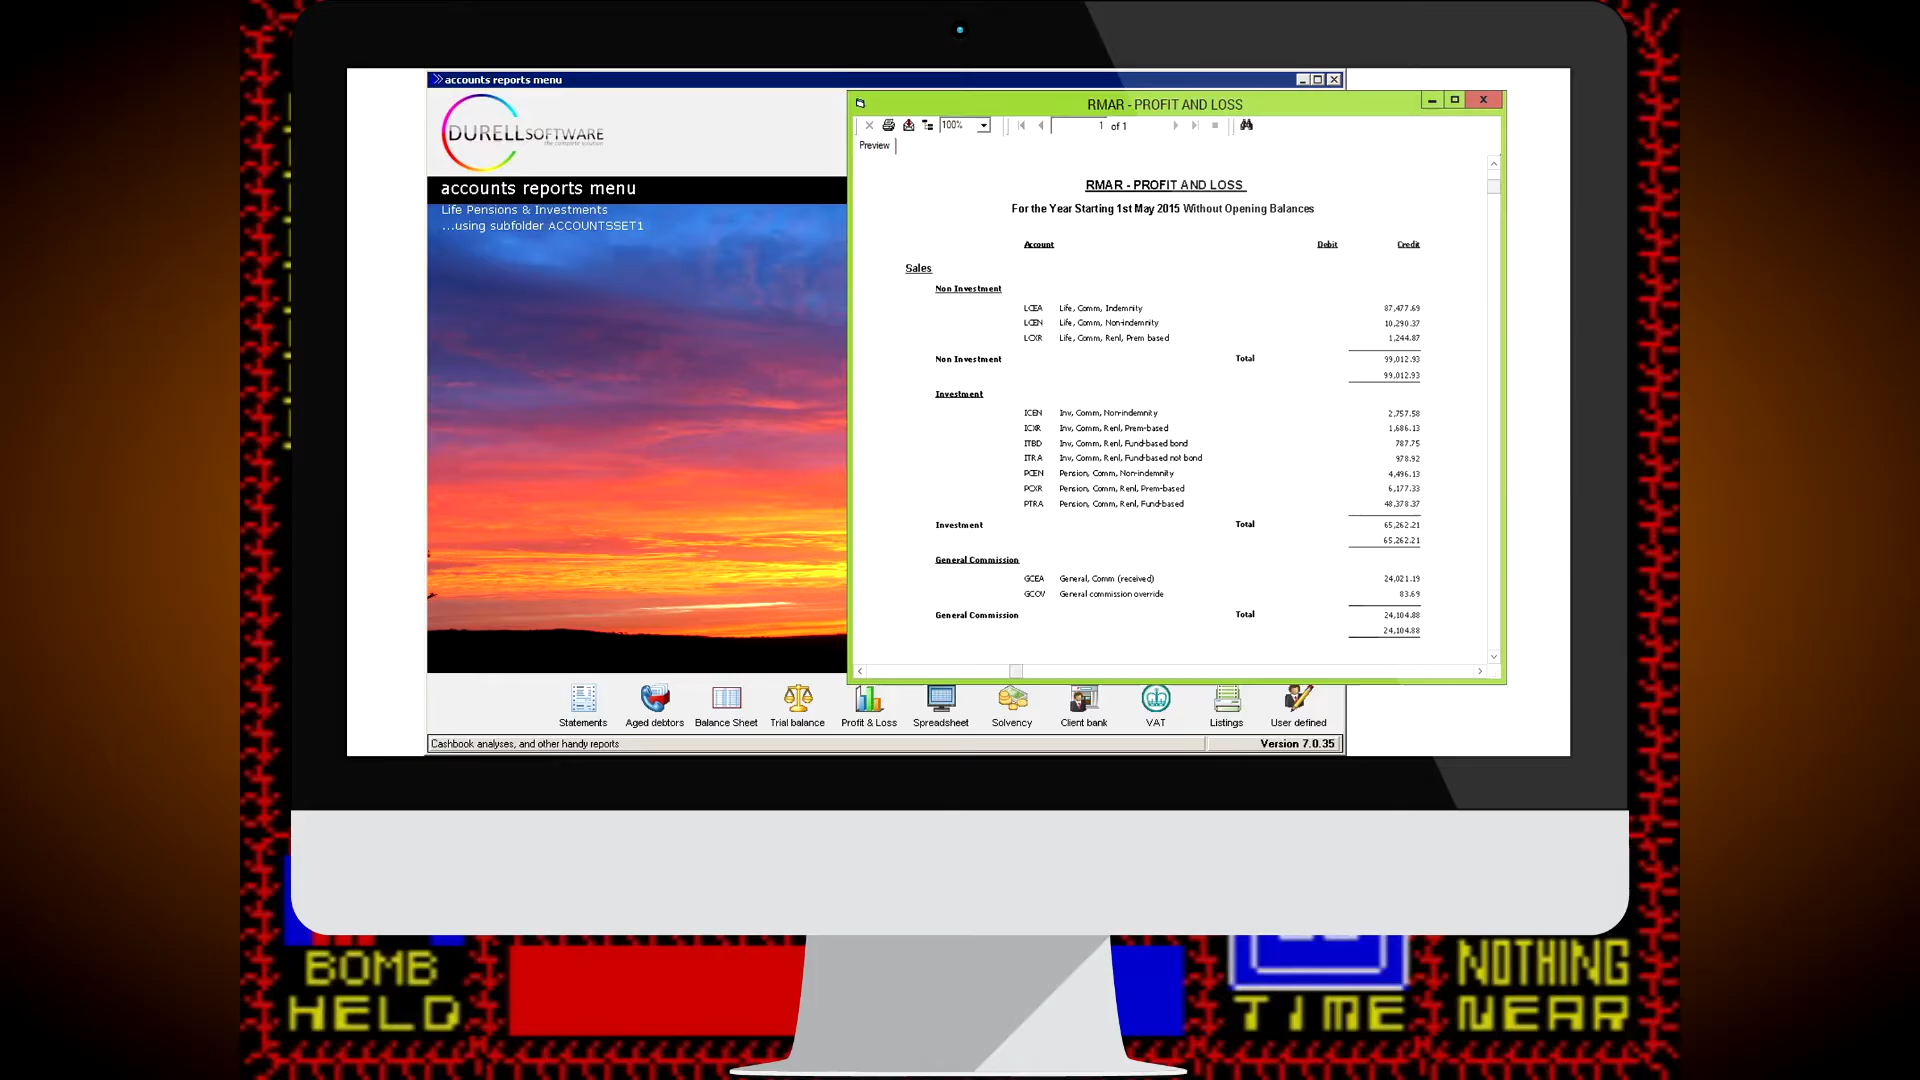 accounts reports menu
DURELLSOFTWARE
the complete solution
accounts reports menu
Life Pensions & Investments
...using subfolder ACCOUNTSSET1
RMAR - PROFIT AND LOSS
100% 1 of 1
Preview
RMAR - PROFIT AND LOSS
For the Year Starting 1st May 2015 Without Opening Balances
Account Debit Credit
Sales
Non Investment
LCEA Life, Comm, Indemnity 87,477.69
LCEN Life, Comm, Non-indemnity 10,290.37
LCXR Life, Comm, Renl, Prem based 1,244.87
Non Investment Total 99,012.93
99,012.93
Investment
ICEN Inv, Comm, Non-indemnity 2,757.58
ICXR Inv, Comm, Renl, Prem-based 1,686.13
ITBD Inv, Comm, Renl, Fund-based bond 787.75
ITRA Inv, Comm, Renl, Fund-based not bond 978.92
PCEN Pension, Comm, Non-indemnity 4,496.13
PCXR Pension, Comm, Renl, Prem-based 6,177.33
PTRA Pension, Comm, Renl, Fund-based 48,378.37
Investment Total 65,262.21
65,262.21
General Commission
GCEA General, Comm (received) 24,021.19
GCOV General commission override 83.69
General Commission Total 24,104.88
24,104.88
Statements Aged debtors Balance Sheet Trial balance Profit & Loss Spreadsheet Solvency Client bank VAT Listings User defined
Cashbook analyses, and other handy reports Version 7.0.35
BOMB HELD TIME NOTHING NEAR